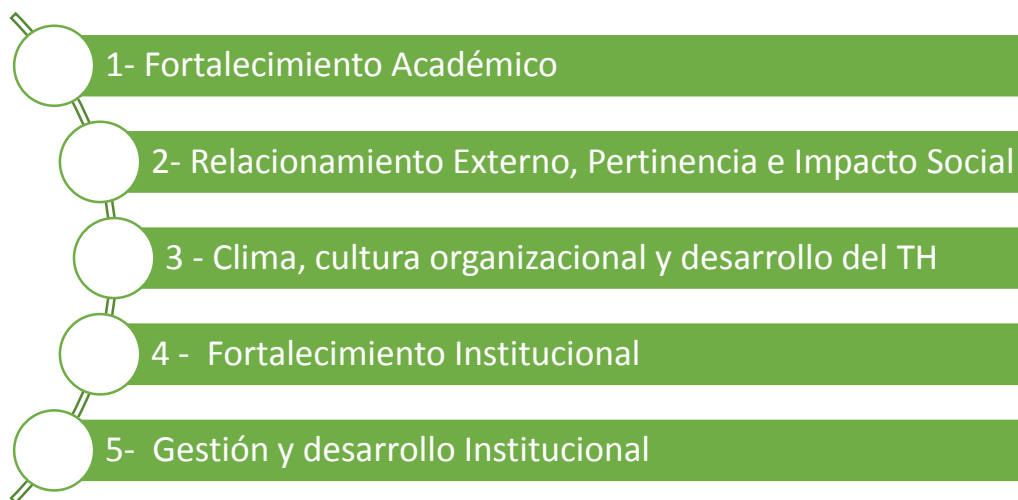 1- Fortalecimiento Académico
2- Relacionamiento Externo, Pertinencia e Impacto Social
3 - Clima, cultura organizacional y desarrollo del TH
4 - Fortalecimiento Institucional
5- Gestión y desarrollo Institucional